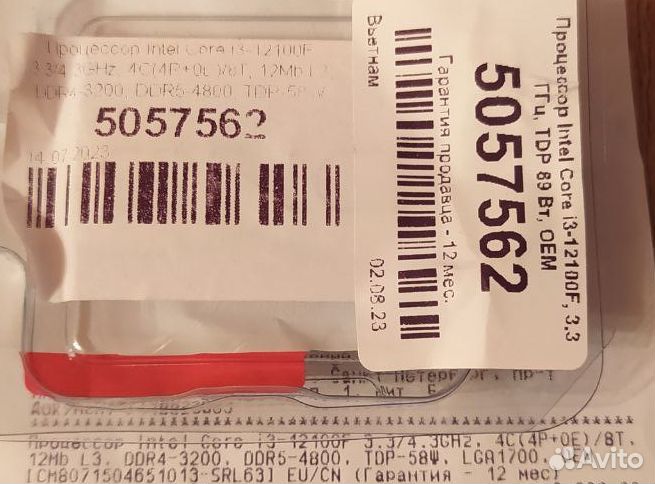 Процессор Intel Core i3-12100F
3.3/4.3GHz, 4C(4P+0E)/8T, 12Mb L3,
DDR4-3200, DDR5-4800, TDP-58W
5057562
14.07.2023
Процессор Intel Core i3-12100F, 3.3
ГГц, TDP 89 Вт, OEM
5057562
Гарантия продавца - 12 мес.
Вьетнам
02.08.23
Санкт-Петербург, пр-т
Процессор Intel Core i3-12100F 3.3/4.3GHz, 4C(4P+0E)/8T,
12Mb L3, DDR4-3200, DDR5-4800, TDP-58W, LGA1700,
[CM8071504651013-SRL63] EU/CN (Гарантия - 12 мес)
Avito